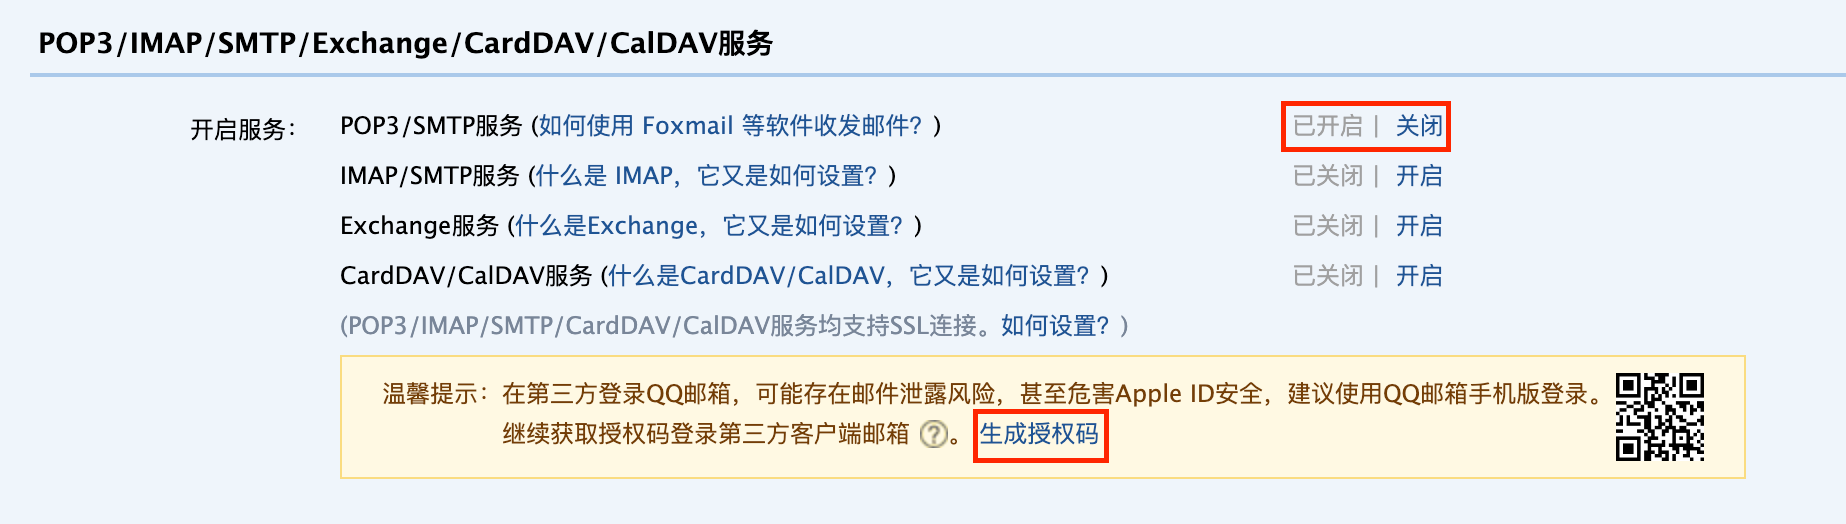 POP3/IMAP/SMTP/Exchange/CardDAV/CalDAV服务
开启服务： POP3/SMTP服务 (如何使用 Foxmail 等软件收发邮件？) 已开启 | 关闭
IMAP/SMTP服务 (什么是 IMAP，它又是如何设置？) 已关闭 | 开启
Exchange服务 (什么是Exchange，它又是如何设置？) 已关闭 | 开启
CardDAV/CalDAV服务 (什么是CardDAV/CalDAV，它又是如何设置？) 已关闭 | 开启
(POP3/IMAP/SMTP/CardDAV/CalDAV服务均支持SSL连接。如何设置？)
温馨提示：在第三方登录QQ邮箱，可能存在邮件泄露风险，甚至危害Apple ID安全，建议使用QQ邮箱手机版登录。
继续获取授权码登录第三方客户端邮箱 ?。 生成授权码